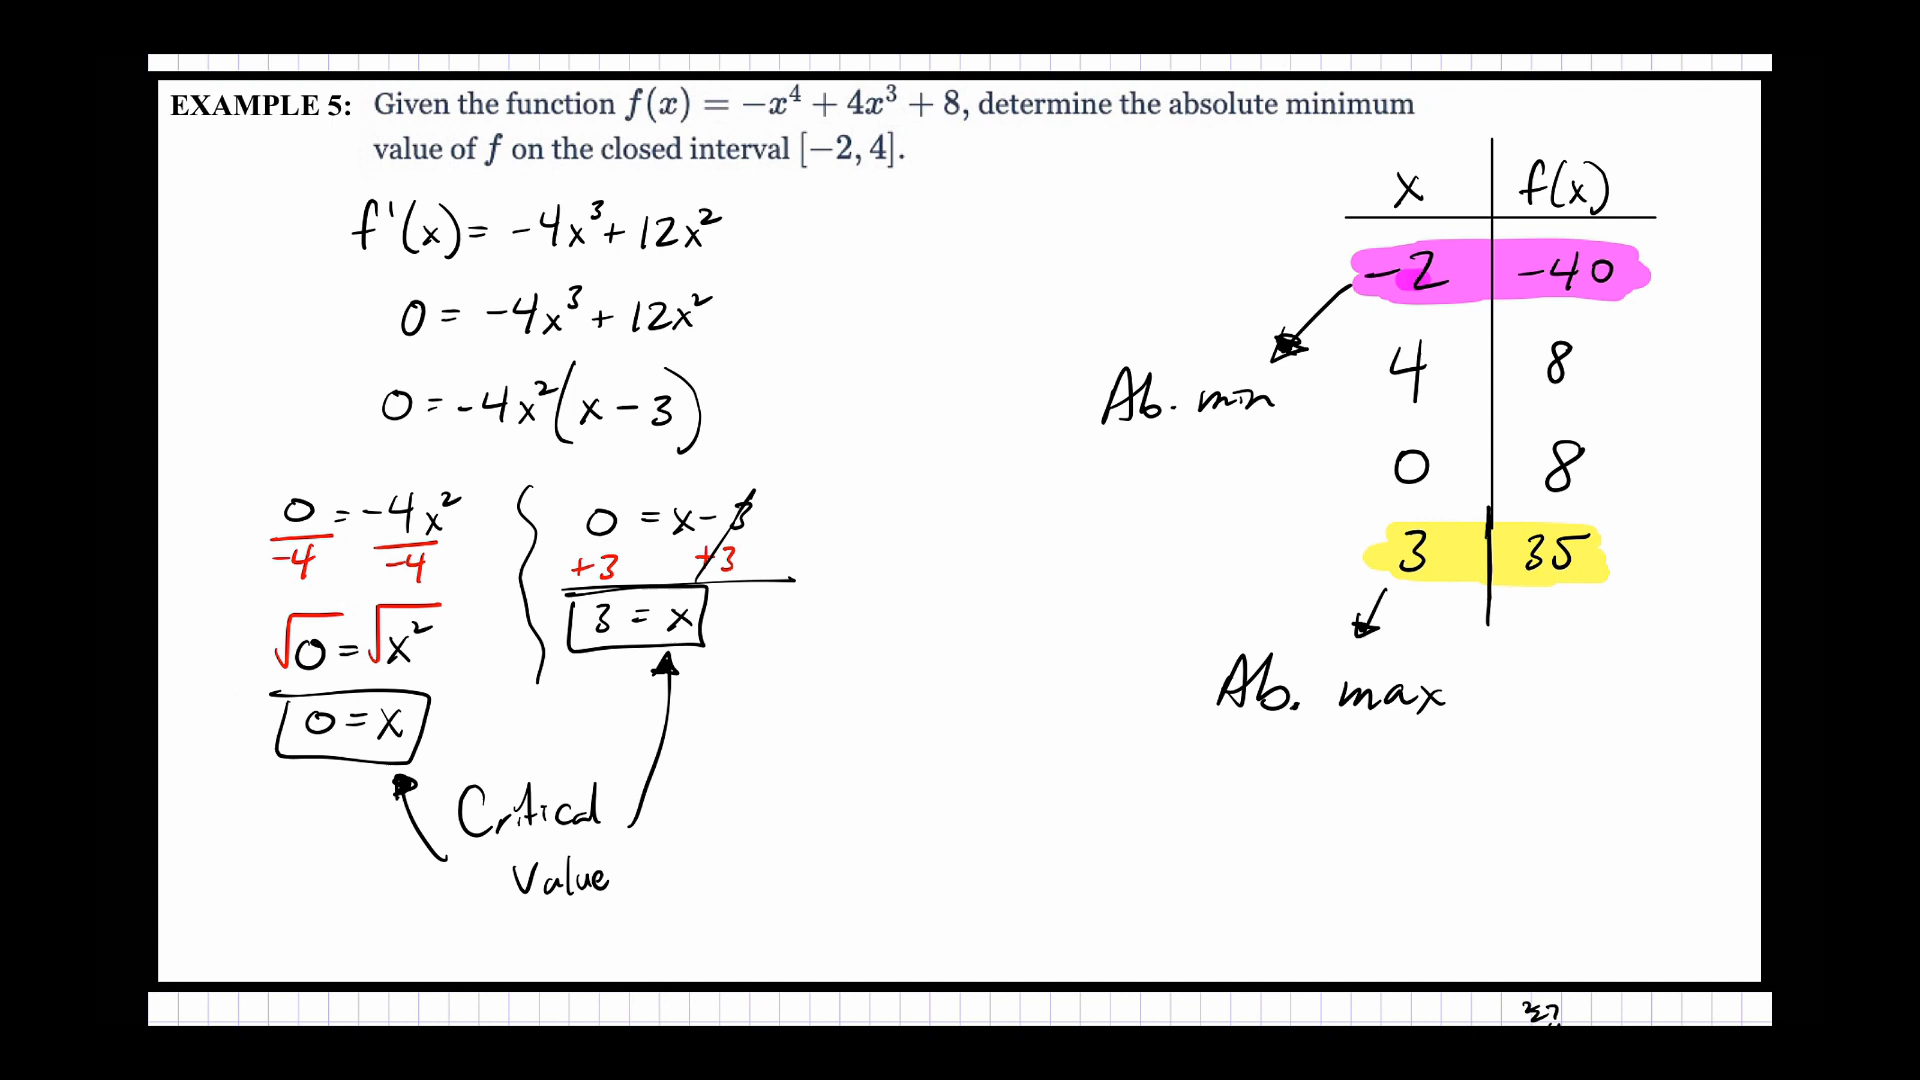 EXAMPLE 5: Given the function f(x) = −x⁴ + 4x³ + 8, determine the absolute minimum
value of f on the closed interval [−2, 4].
f'(x) = -4x³ + 12x²
0 = -4x³ + 12x²
0 = -4x²(x - 3)
0 = -4x²
-4 -4
√0 = √x²
0 = x
0 = x - 3
+3 +3
3 = x
Critical
Value
x f(x)
-2 -40
4 8
0 8
3 35
Ab. min
Ab. max